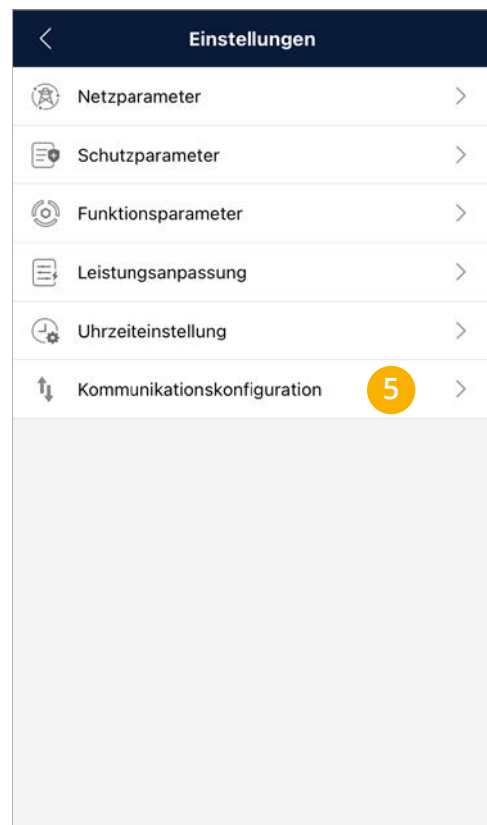 Einstellungen
Netzparameter
Schutzparameter
Funktionsparameter
Leistungsanpassung
Uhrzeiteinstellung
Kommunikationskonfiguration 5